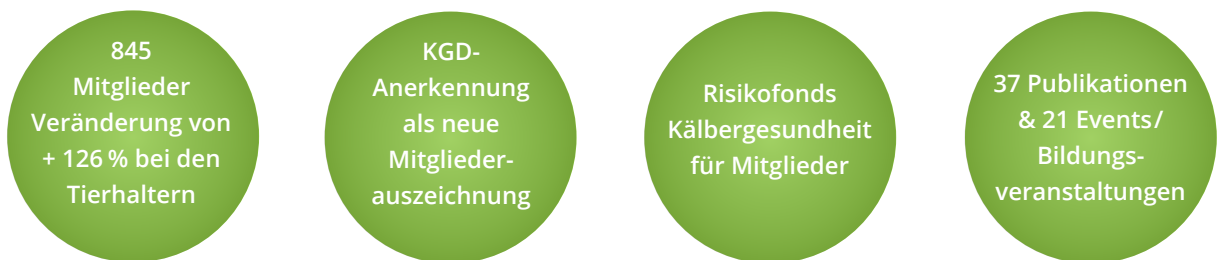 845
Mitglieder
Veränderung von
+ 126 % bei den
Tierhaltern
KGD-
Anerkennung
als neue
Mitglieder-
auszeichnung
Risikofonds
Kälbergesundheit
für Mitglieder
37 Publikationen
& 21 Events/
Bildungs-
veranstaltungen